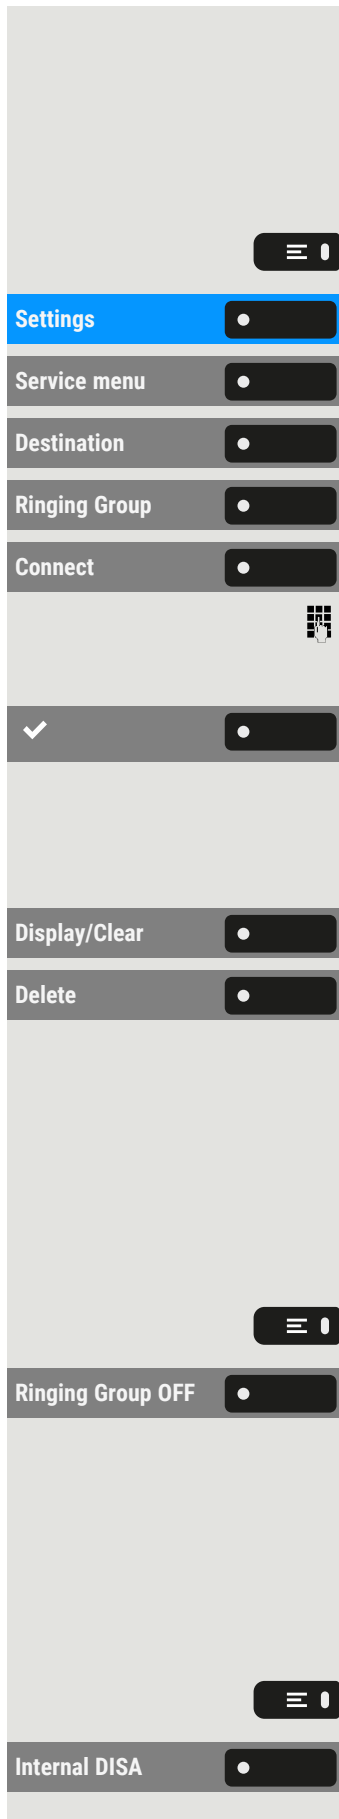 Settings
Service menu
Destination
Ringing Group
Connect
Display/Clear
Delete
Ringing Group OFF
Internal DISA